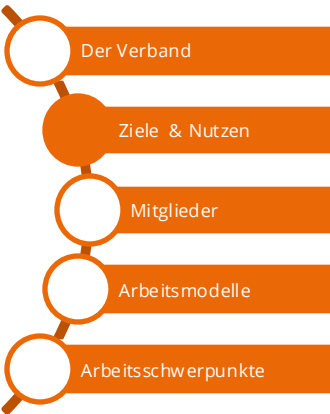 Der Verband
Ziele & Nutzen
Mitglieder
Arbeitsmodelle
Arbeitsschwerpunkte